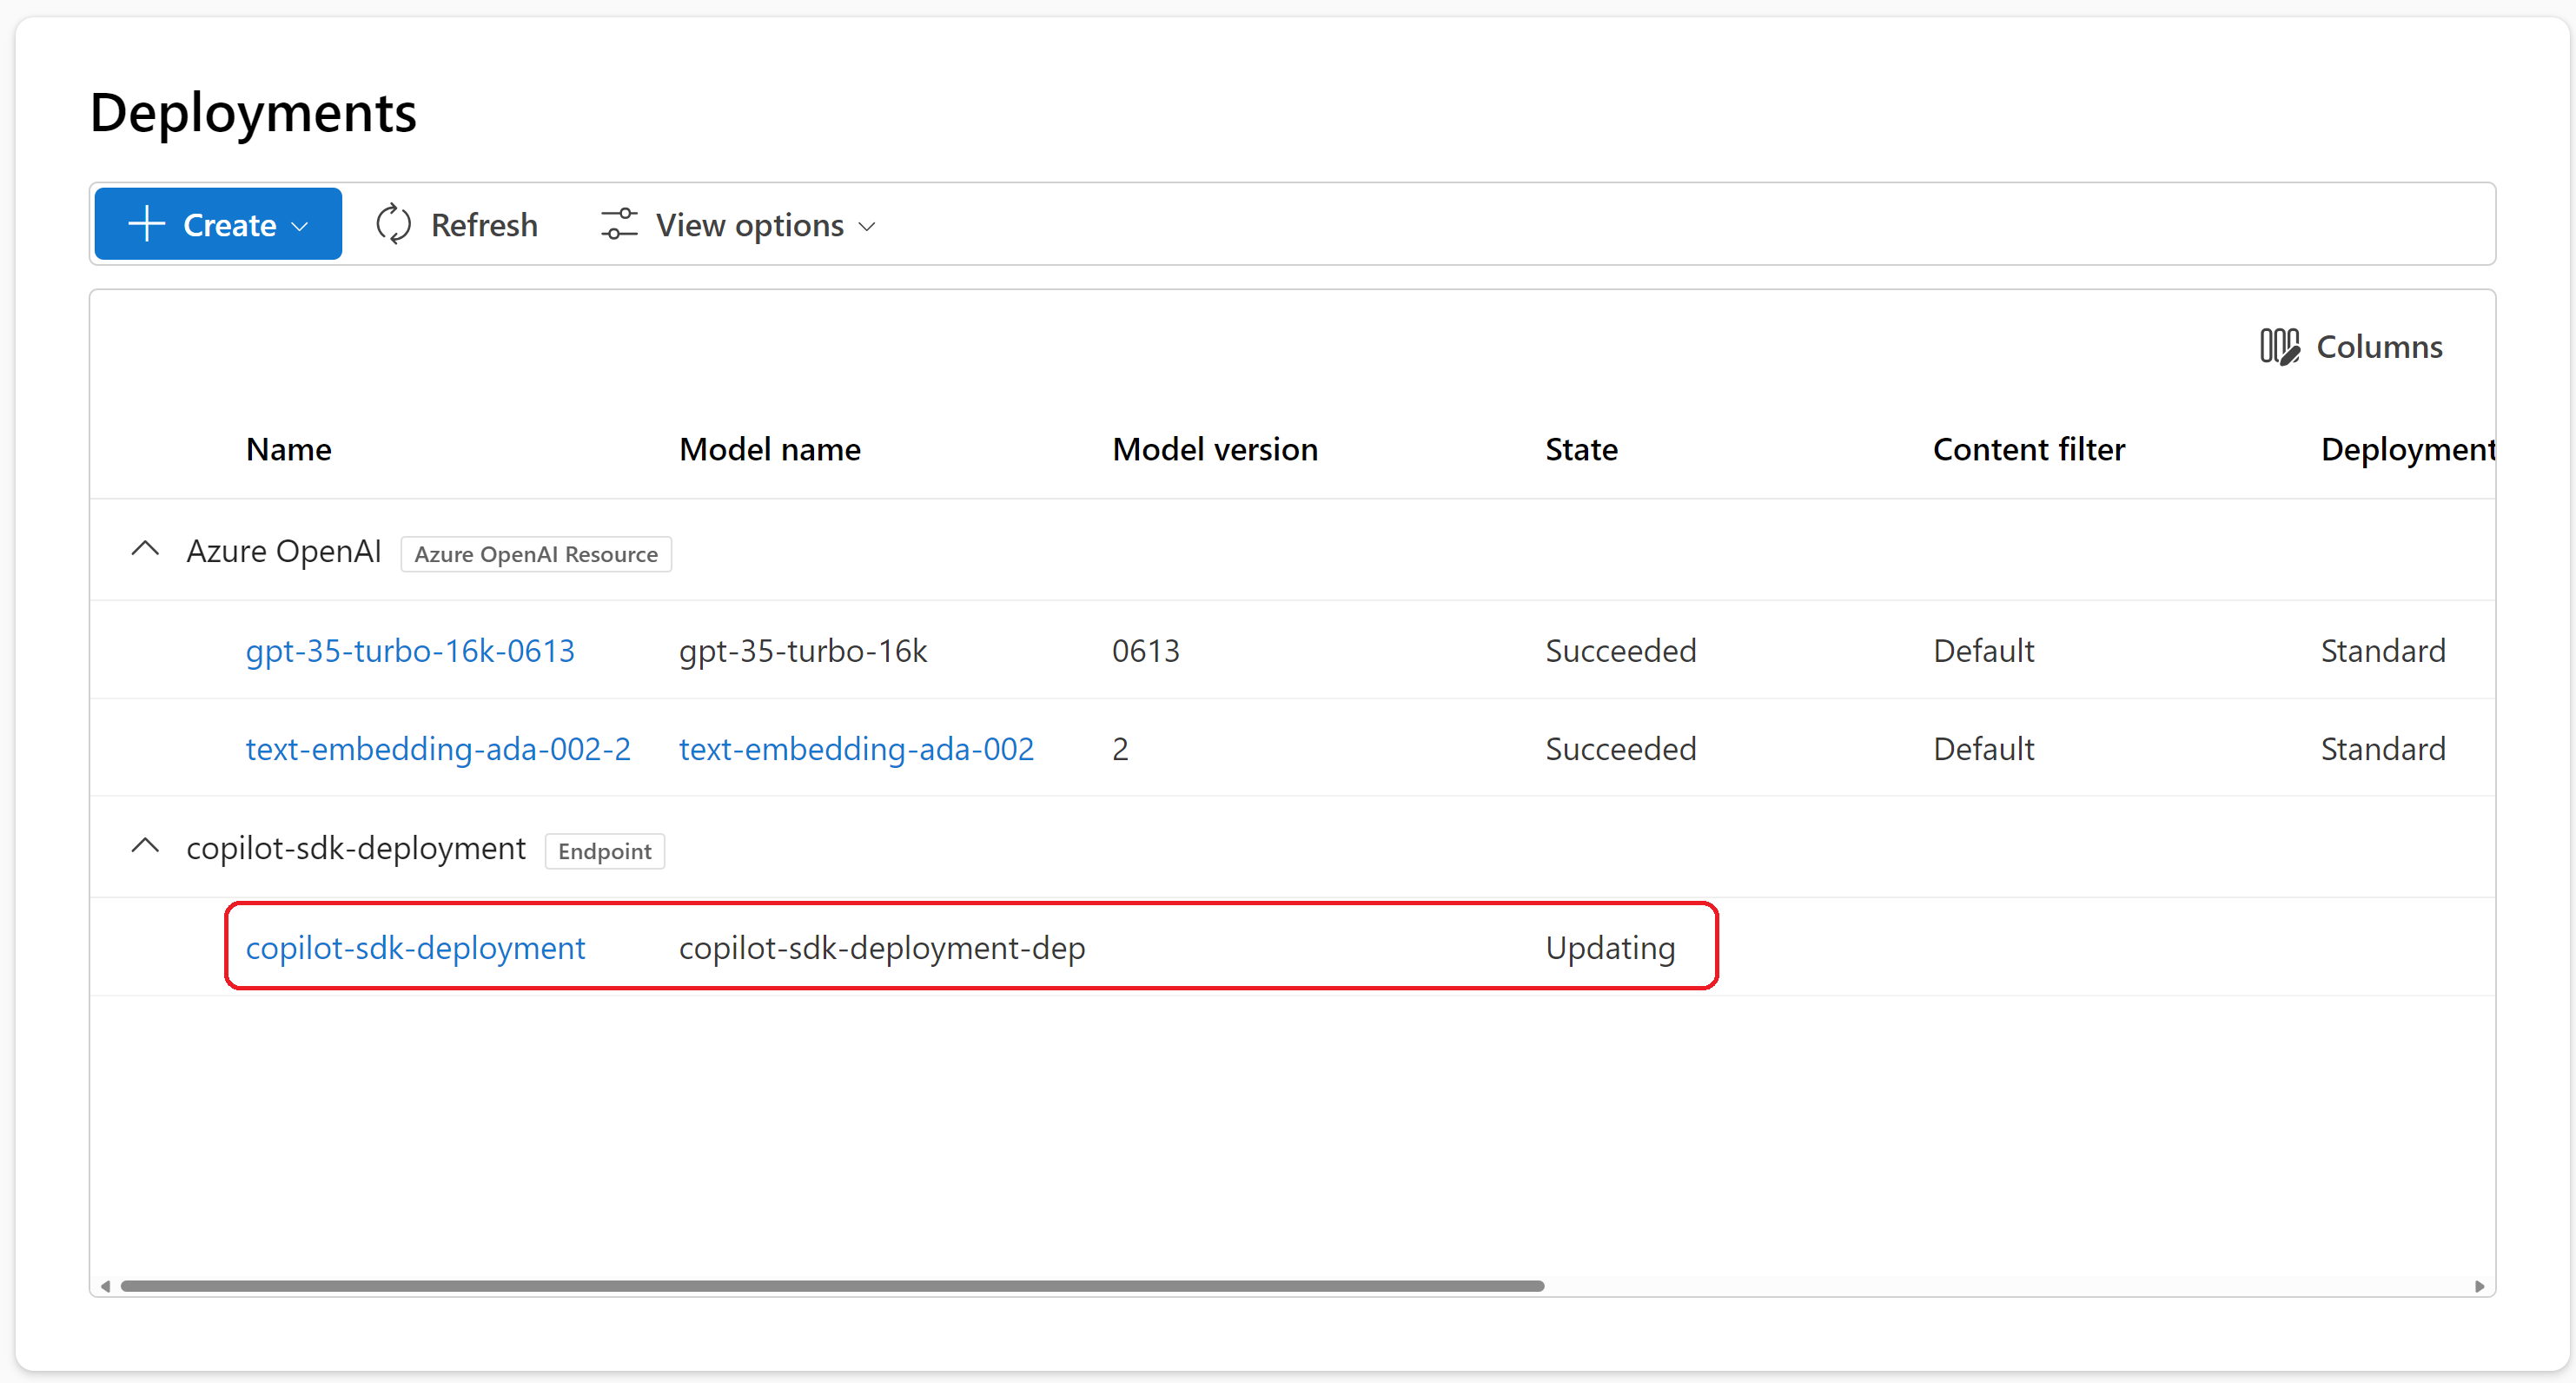 Deployments
Create Refresh View options
Columns
Name Model name Model version State Content filter Deployment
Azure OpenAI Azure OpenAI Resource
gpt-35-turbo-16k-0613 gpt-35-turbo-16k 0613 Succeeded Default Standard
text-embedding-ada-002-2 text-embedding-ada-002 2 Succeeded Default Standard
copilot-sdk-deployment Endpoint
copilot-sdk-deployment copilot-sdk-deployment-dep Updating